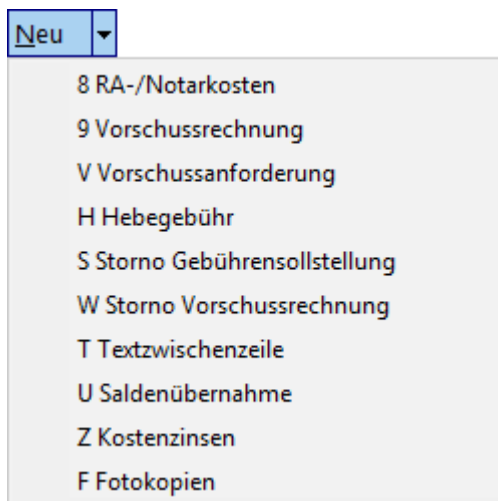 Neu
8 RA-/Notarkosten
9 Vorschussrechnung
V Vorschussanforderung
H Hebegebühr
S Storno Gebührensollstellung
W Storno Vorschussrechnung
T Textzwischenzeile
U Saldenübernahme
Z Kostenzinsen
F Fotokopien